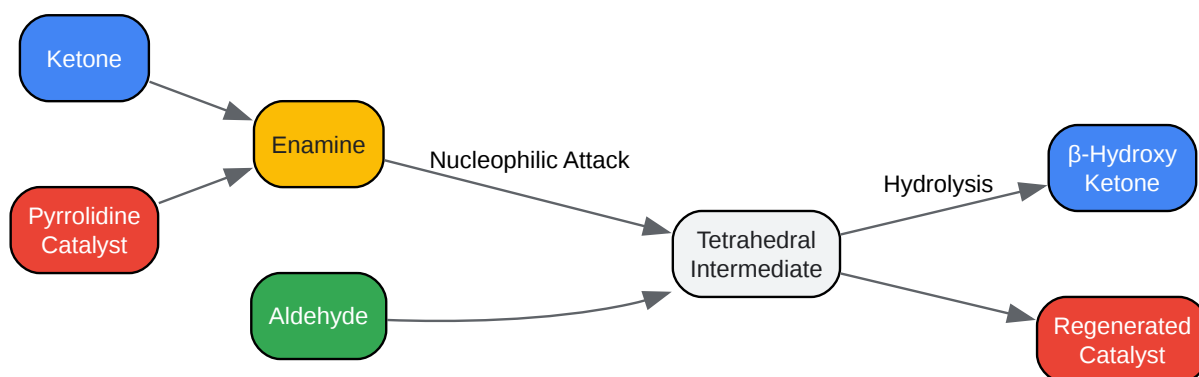 Ketone
Pyrrolidine
Catalyst
Enamine
Aldehyde
Nucleophilic Attack
Tetrahedral
Intermediate
Hydrolysis
β-Hydroxy
Ketone
Regenerated
Catalyst